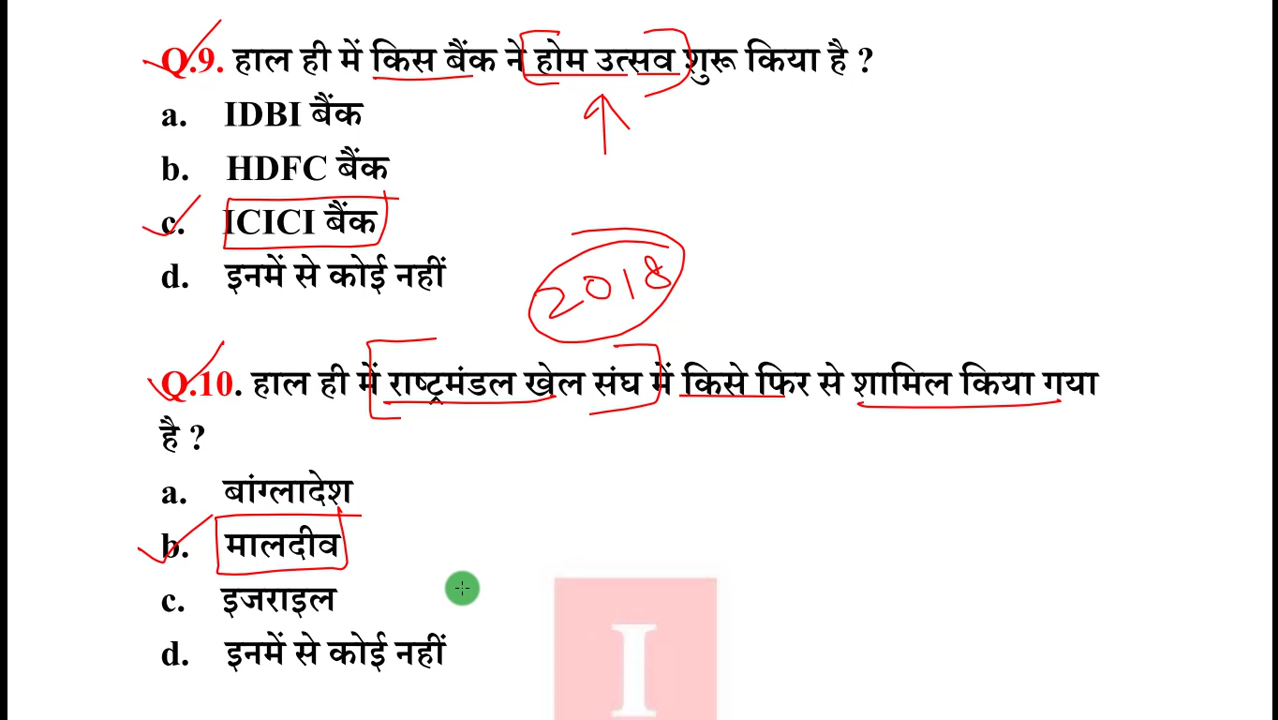 Q.9. हाल ही में किस बैंक ने होम उत्सव शुरू किया है ?
a. IDBI बैंक
b. HDFC बैंक
c. ICICI बैंक
d. इनमें से कोई नहीं
2018
Q.10. हाल ही में राष्ट्रमंडल खेल संघ में किसे फिर से शामिल किया गया
है ?
a. बांग्लादेश
b. मालदीव
c. इजराइल
d. इनमें से कोई नहीं
I